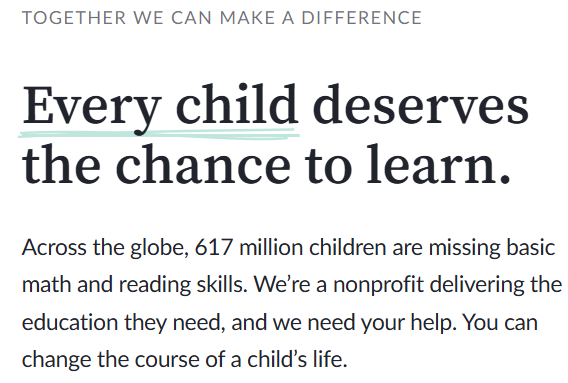 TOGETHER WE CAN MAKE A DIFFERENCE
Every child deserves
the chance to learn.
Across the globe, 617 million children are missing basic
math and reading skills. We’re a nonprofit delivering the
education they need, and we need your help. You can
change the course of a child’s life.